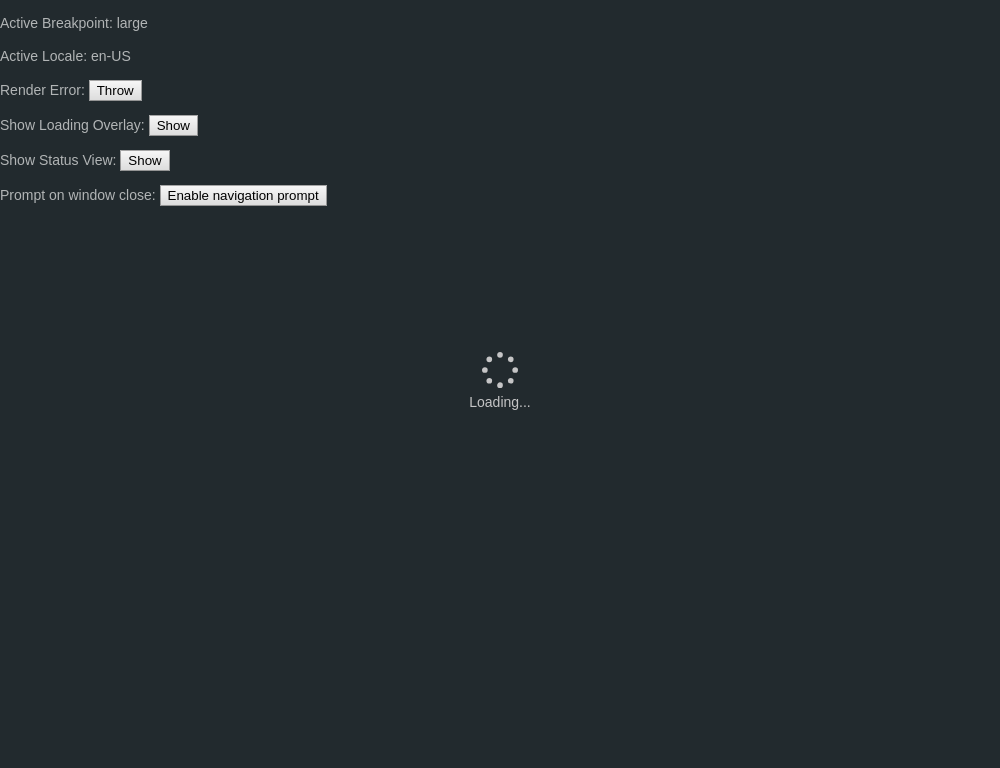 Active Breakpoint: large
Active Locale: en-US
Render Error: Throw
Show Loading Overlay: Show
Show Status View: Show
Prompt on window close: Enable navigation prompt
Loading...